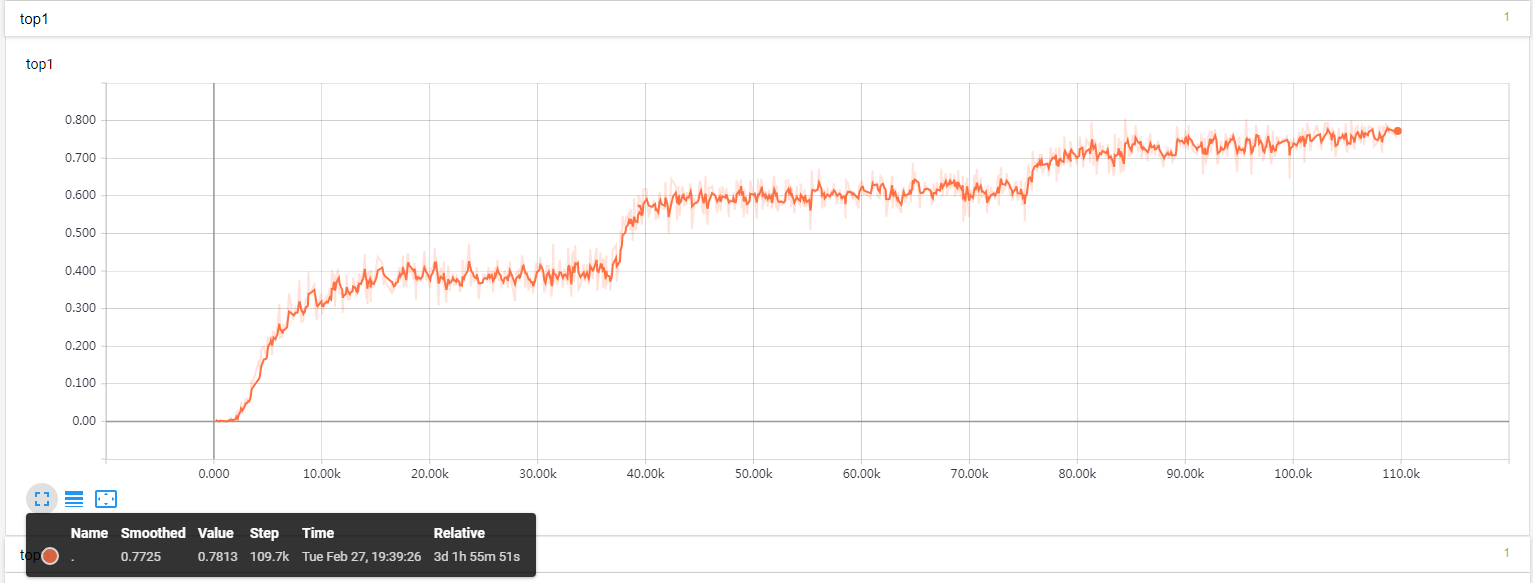 top1 1
top1
0.800
0.700
0.600
0.500
0.400
0.300
0.200
0.100
0.00
0.000 10.00k 20.00k 30.00k 40.00k 50.00k 60.00k 70.00k 80.00k 90.00k 100.0k 110.0k
Name Smoothed Value Step Time Relative
. 0.7725 0.7813 109.7k Tue Feb 27, 19:39:26 3d 1h 55m 51s
top 1